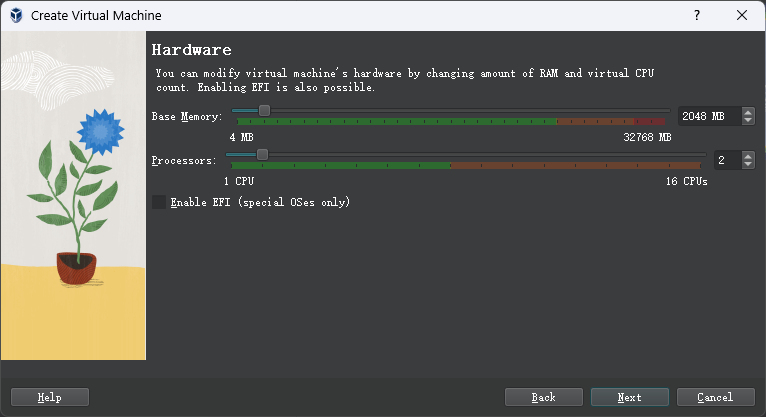 Create Virtual Machine
?
Hardware
You can modify virtual machine's hardware by changing amount of RAM and virtual CPU
count. Enabling EFI is also possible.
Base Memory: 2048 MB
4 MB 32768 MB
Processors: 2
1 CPU 16 CPUs
Enable EFI (special OSes only)
Help Back Next Cancel